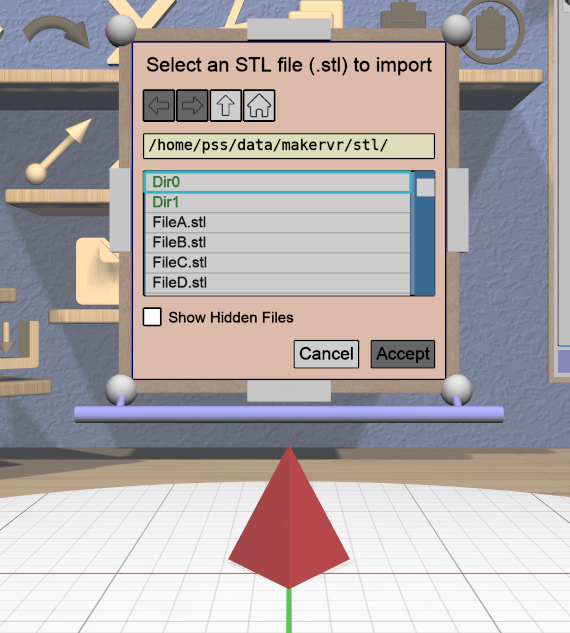 Select an STL file (.stl) to import
/home/pss/data/makervr/stl/
Dir0
Dir1
FileA.stl
FileB.stl
FileC.stl
FileD.stl
Show Hidden Files
Cancel Accept